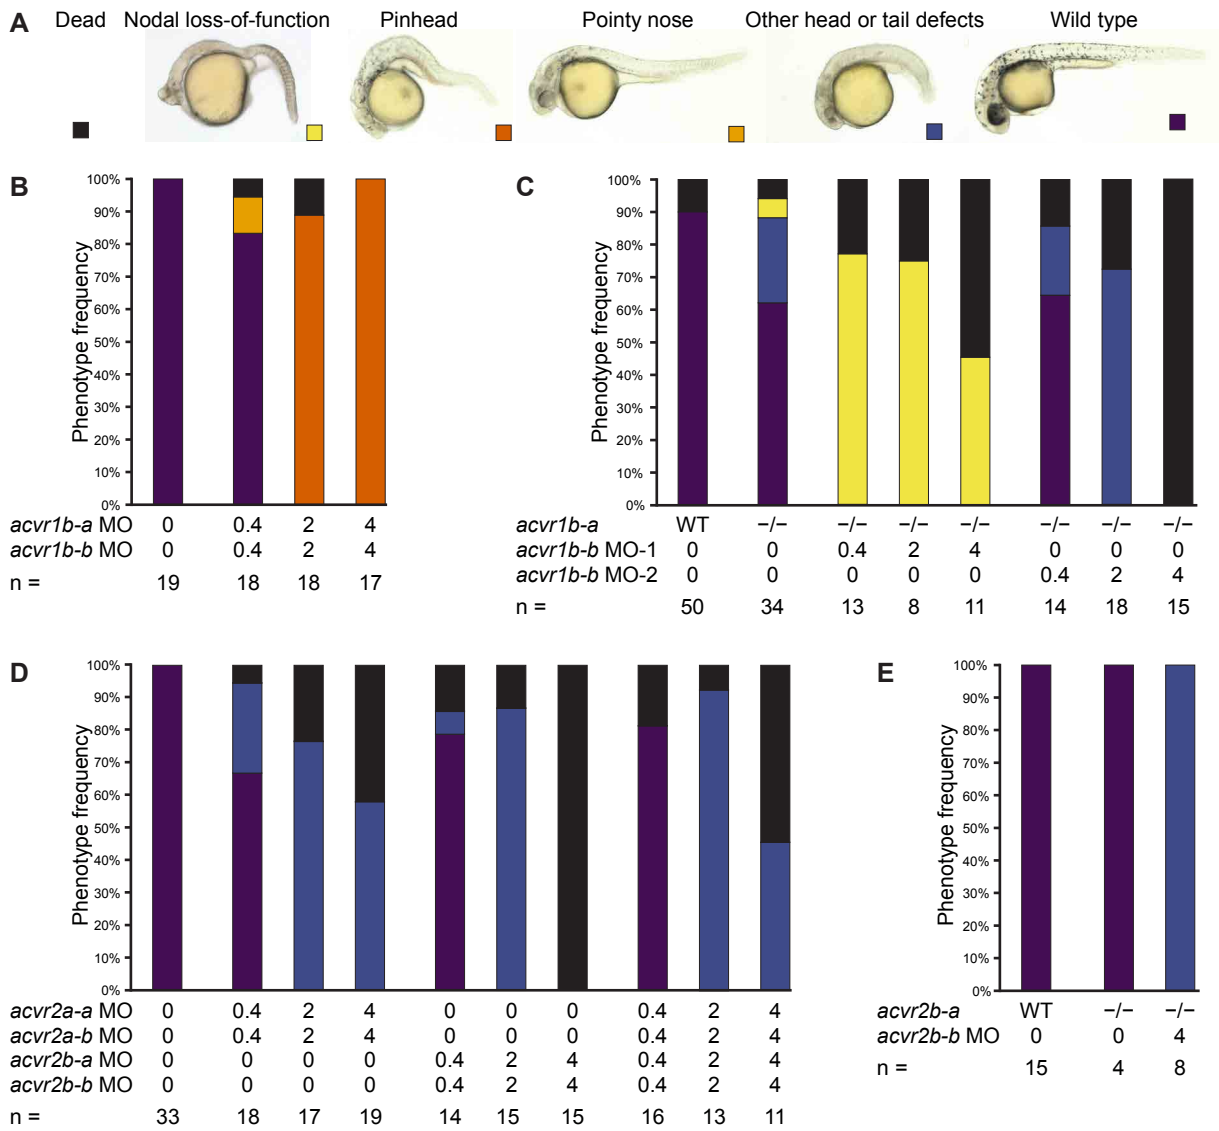 A
Dead Nodal loss-of-function Pinhead Pointy nose Other head or tail defects Wild type
B
Phenotype frequency
100%
90%
80%
70%
60%
50%
40%
30%
20%
10%
0%
acvr1b-a MO 0 0.4 2 4
acvr1b-b MO 0 0.4 2 4
n = 19 18 18 17
C
Phenotype frequency
100%
90%
80%
70%
60%
50%
40%
30%
20%
10%
0%
acvr1b-a WT −/− −/− −/− −/− −/− −/− −/−
acvr1b-b MO-1 0 0 0.4 2 4 0 0 0
acvr1b-b MO-2 0 0 0 0 0 0.4 2 4
n = 50 34 13 8 11 14 18 15
D
Phenotype frequency
100%
90%
80%
70%
60%
50%
40%
30%
20%
10%
0%
acvr2a-a MO 0 0.4 2 4 0 0 0 0.4 2 4
acvr2a-b MO 0 0.4 2 4 0 0 0 0.4 2 4
acvr2b-a MO 0 0 0 0 0.4 2 4 0.4 2 4
acvr2b-b MO 0 0 0 0 0.4 2 4 0.4 2 4
n = 33 18 17 19 14 15 15 16 13 11
E
Phenotype frequency
100%
90%
80%
70%
60%
50%
40%
30%
20%
10%
0%
acvr2b-a WT −/− −/−
acvr2b-b MO 0 0 4
n = 15 4 8